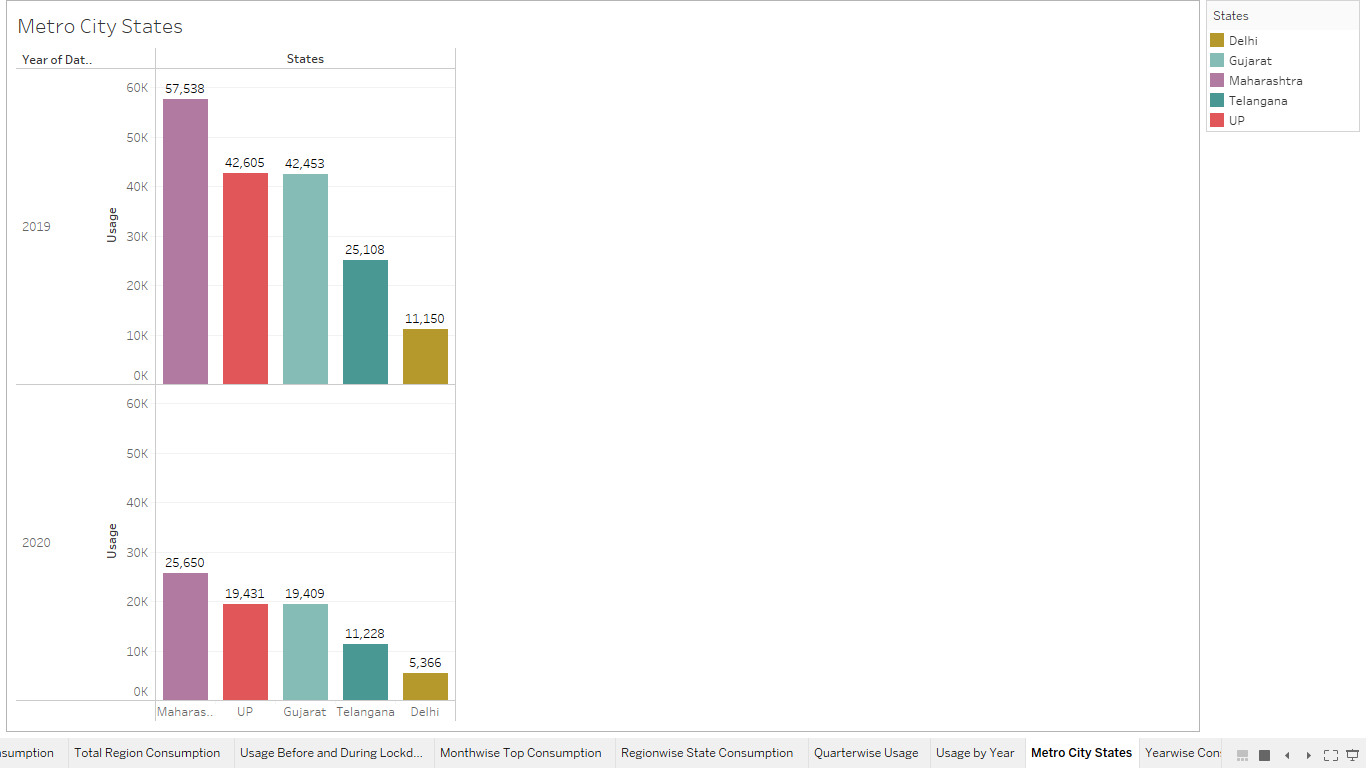 Metro City States
Year of Dat..
States
60K
50K
40K
30K
20K
10K
0K
Usage
2019
57,538
42,605
42,453
25,108
11,150
60K
50K
40K
30K
20K
10K
0K
Usage
2020
25,650
19,431
19,409
11,228
5,366
Maharas..
UP
Gujarat
Telangana
Delhi
States
Delhi
Gujarat
Maharashtra
Telangana
UP
nsumption
Total Region Consumption
Usage Before and During Lockd...
Monthwise Top Consumption
Regionwise State Consumption
Quarterwise Usage
Usage by Year
Metro City States
Yearwise Con